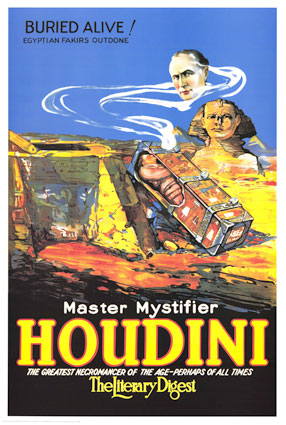 BURIED ALIVE!
EGYPTIAN FAKIRS OUTDONE
Master Mystifier
HOUDINI
THE GREATEST NECROMANCER OF THE AGE-PERHAPS OF ALL TIMES
The Literary Digest